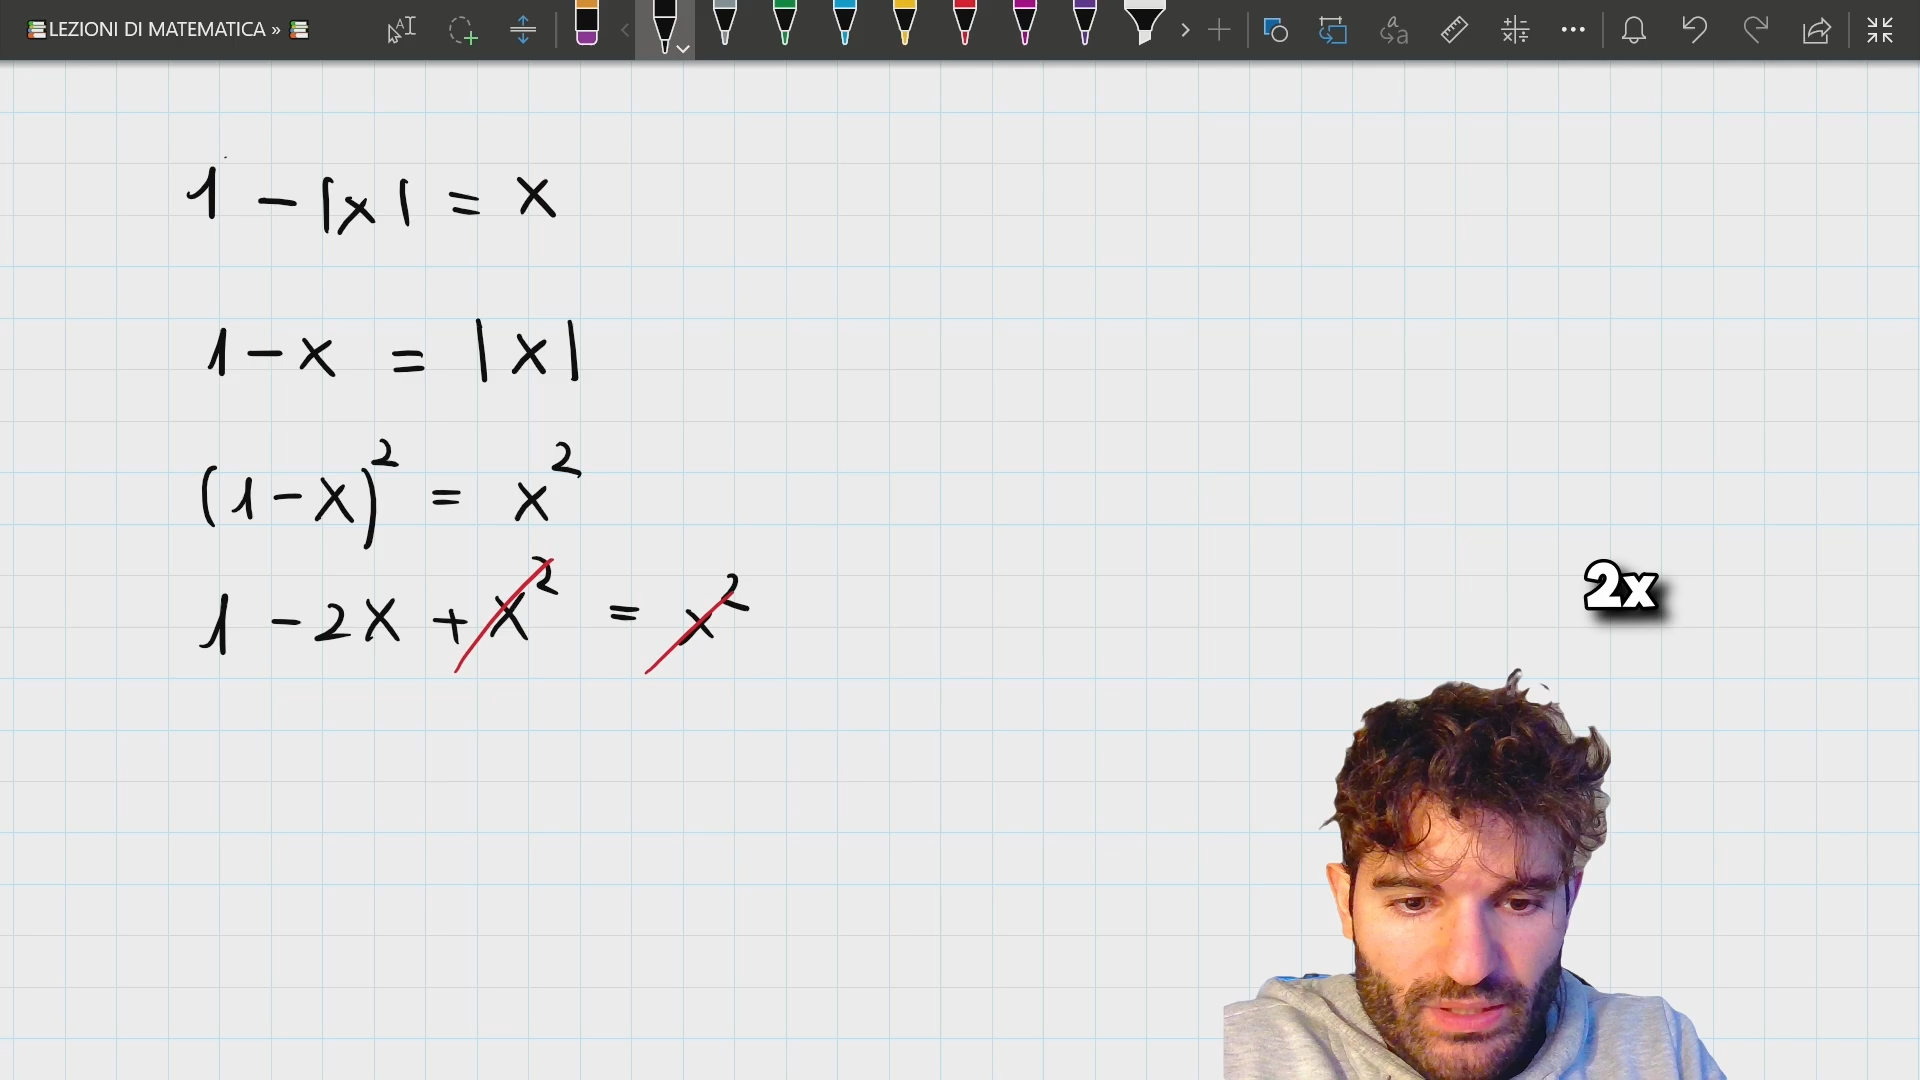 LEZIONI DI MATEMATICA »
1 - |x| = x
1 - x = |x|
(1 - x)² = x²
1 - 2x + x² = x²
2x